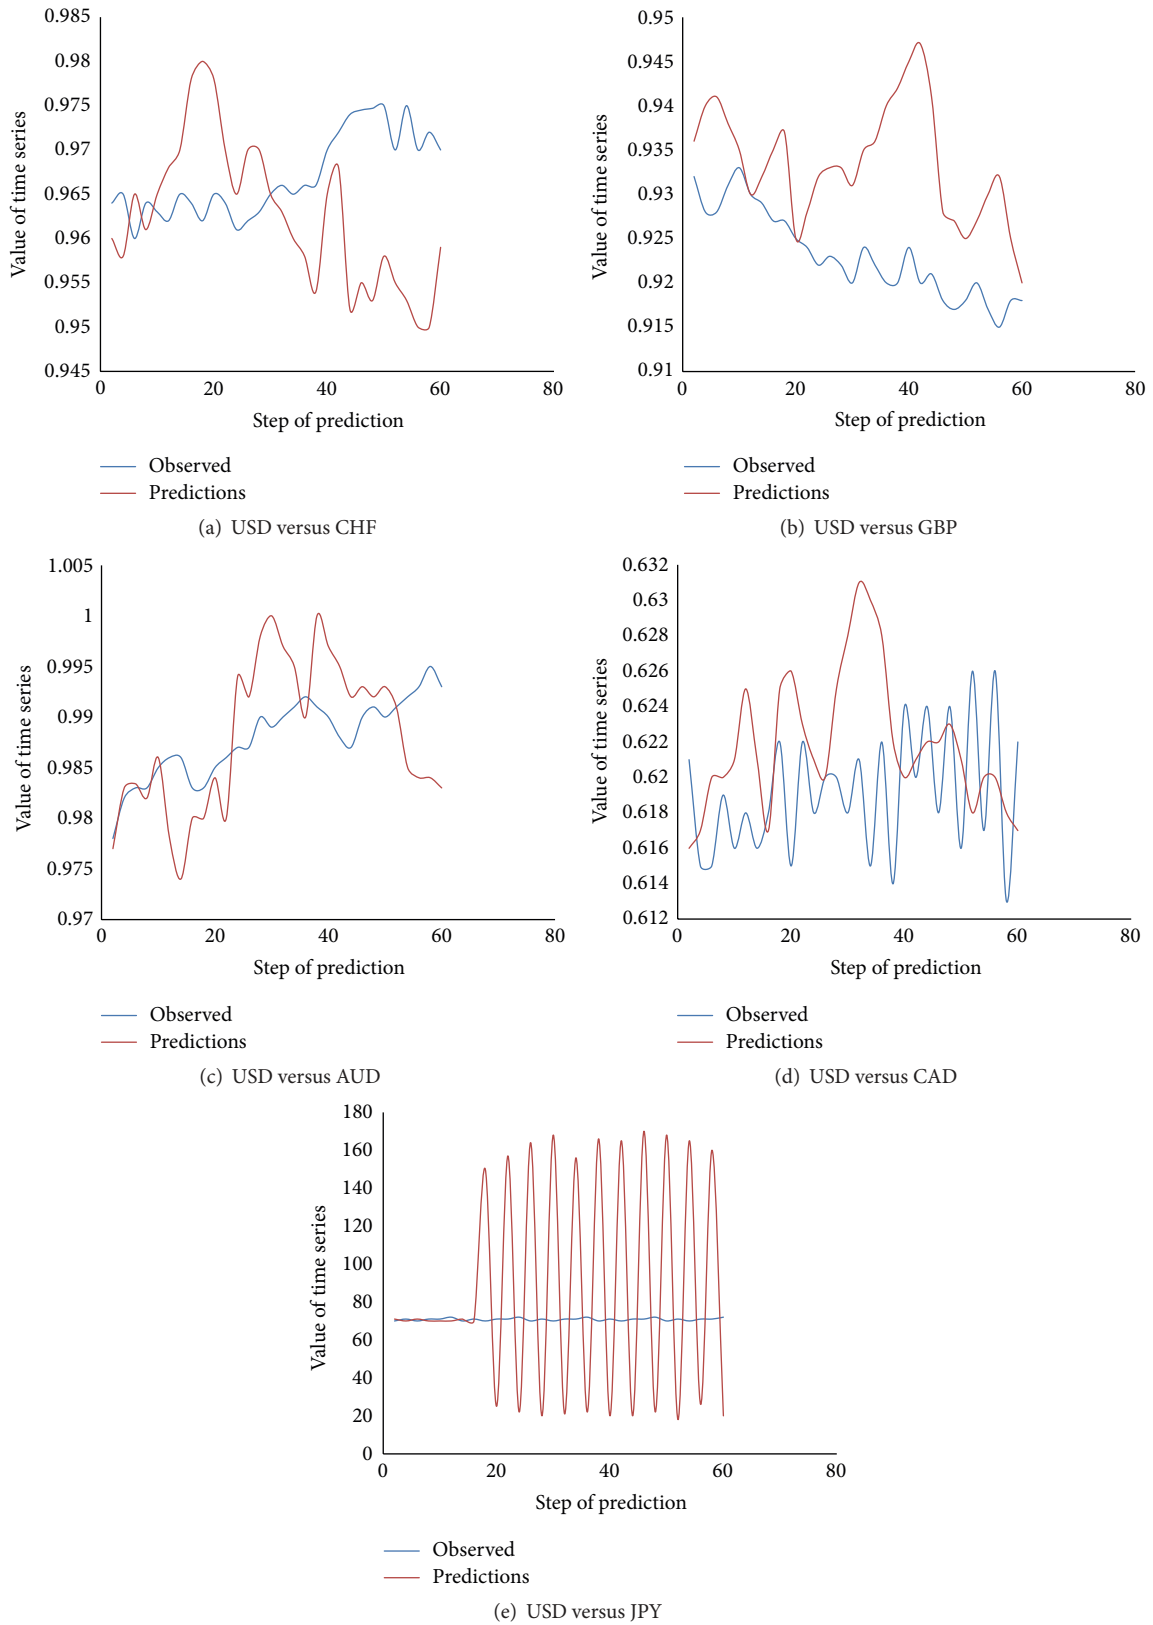 0.985
0.98
0.975
0.97
0.965
0.96
0.955
0.95
0.945
Value of time series
0 20 40 60 80
Step of prediction
Observed
Predictions
(a) USD versus CHF
0.95
0.945
0.94
0.935
0.93
0.925
0.92
0.915
0.91
Value of time series
0 20 40 60 80
Step of prediction
Observed
Predictions
(b) USD versus GBP
1.005
1
0.995
0.99
0.985
0.98
0.975
0.97
Value of time series
0 20 40 60 80
Step of prediction
Observed
Predictions
(c) USD versus AUD
0.632
0.63
0.628
0.626
0.624
0.622
0.62
0.618
0.616
0.614
0.612
Value of time series
0 20 40 60 80
Step of prediction
Observed
Predictions
(d) USD versus CAD
180
160
140
120
100
80
60
40
20
0
Value of time series
0 20 40 60 80
Step of prediction
Observed
Predictions
(e) USD versus JPY